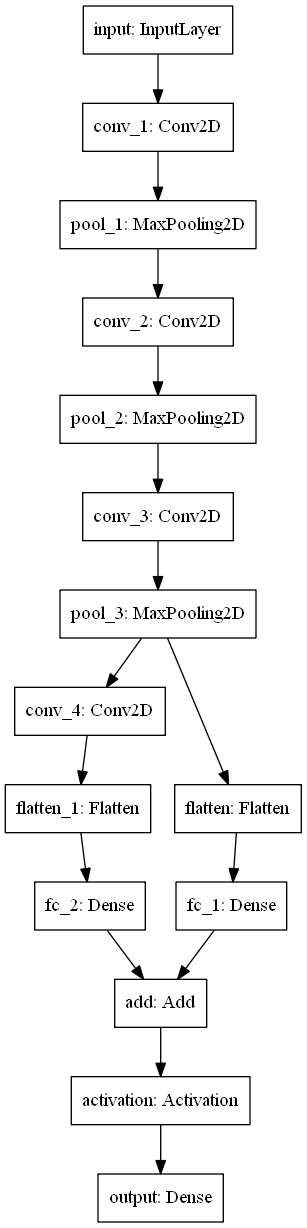 input: InputLayer
conv_1: Conv2D
pool_1: MaxPooling2D
conv_2: Conv2D
pool_2: MaxPooling2D
conv_3: Conv2D
pool_3: MaxPooling2D
conv_4: Conv2D
flatten_1: Flatten
flatten: Flatten
fc_2: Dense
fc_1: Dense
add: Add
activation: Activation
output: Dense